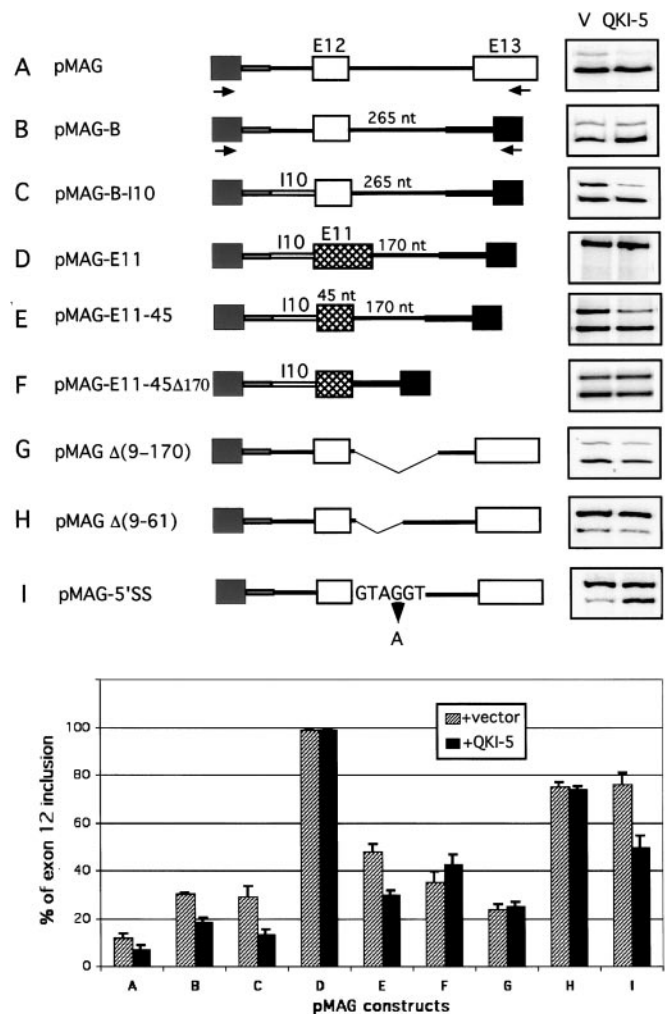 V QKI-5
A pMAG E12 E13
B pMAG-B 265 nt
C pMAG-B-I10 I10 265 nt
D pMAG-E11 I10 E11 170 nt
E pMAG-E11-45 I10 45 nt 170 nt
F pMAG-E11-45Δ170 I10
G pMAG Δ(9-170)
H pMAG Δ(9-61)
I pMAG-5'SS GTAGGT
A
% of exon 12 inclusion
100
80
60
40
20
0
+vector
+QKI-5
A B C D E F G H I
pMAG constructs